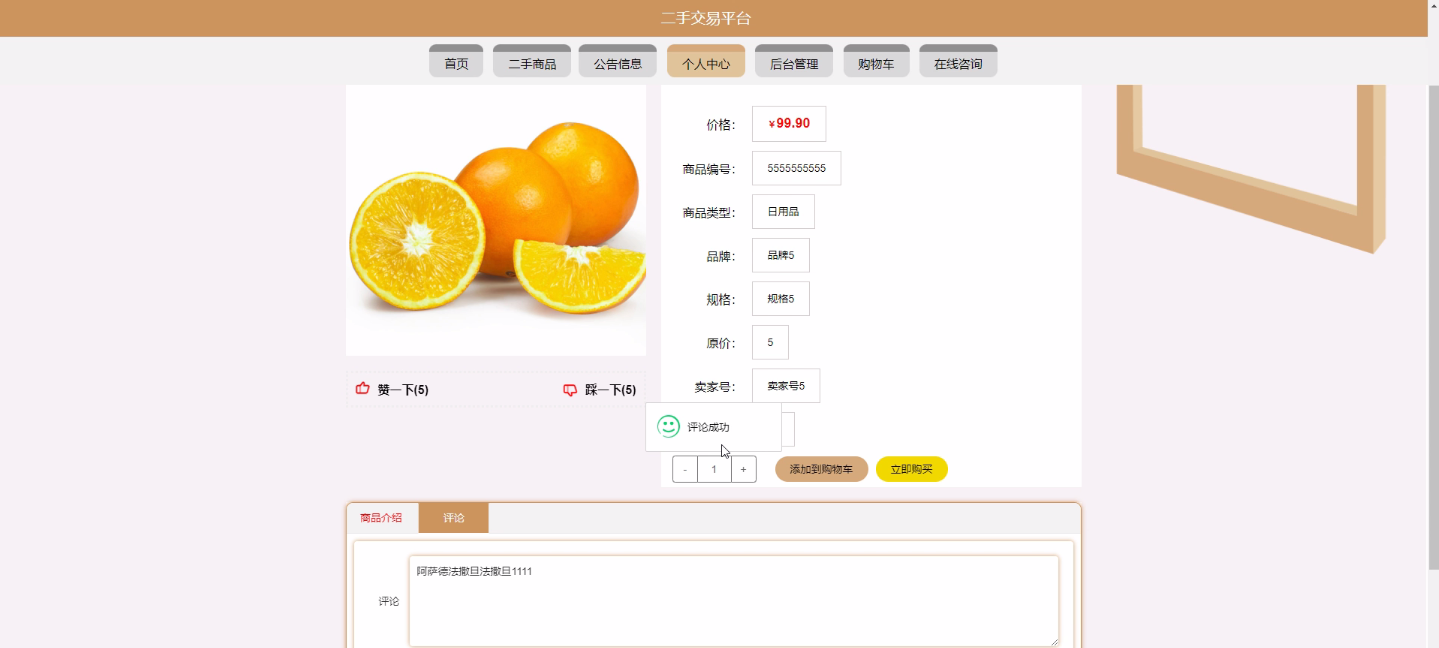 二手交易平台
首页 二手商品 公告信息 个人中心 后台管理 购物车 在线咨询
价格: ¥99.90
商品编号: 5555555555
商品类型: 日用品
品牌: 品牌5
规格: 规格5
原价: 5
卖家号: 卖家号5
赞一下(5) 踩一下(5)
评论成功
- 1 + 添加到购物车 立即购买
商品介绍 评论
评论 阿萨德法撒旦法撒旦1111